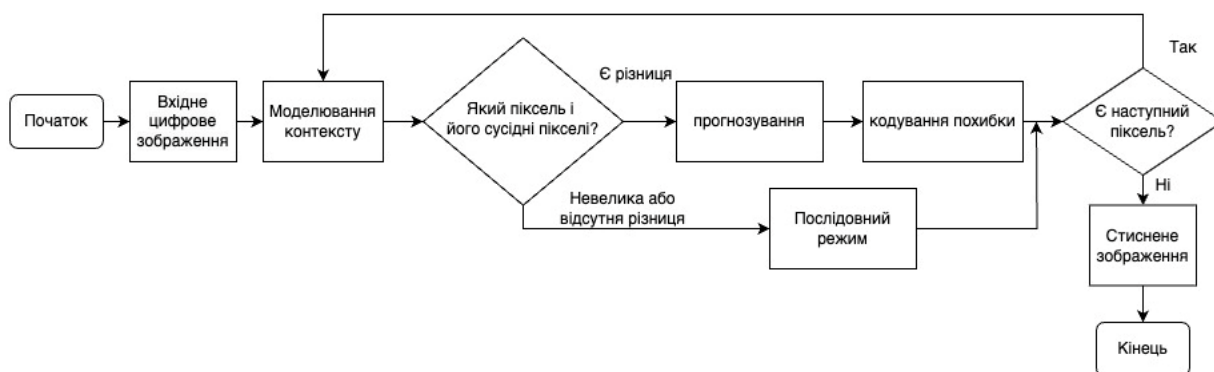 Початок
Вхідне
цифрове
зображення
Моделювання
контексту
Який піксель і
його сусідні пікселі?
Є різниця
прогнозування
кодування похибки
Є наступний
піксель?
Так
Невелика або
відсутня різниця
Послідовний
режим
Ні
Стиснене
зображення
Кінець